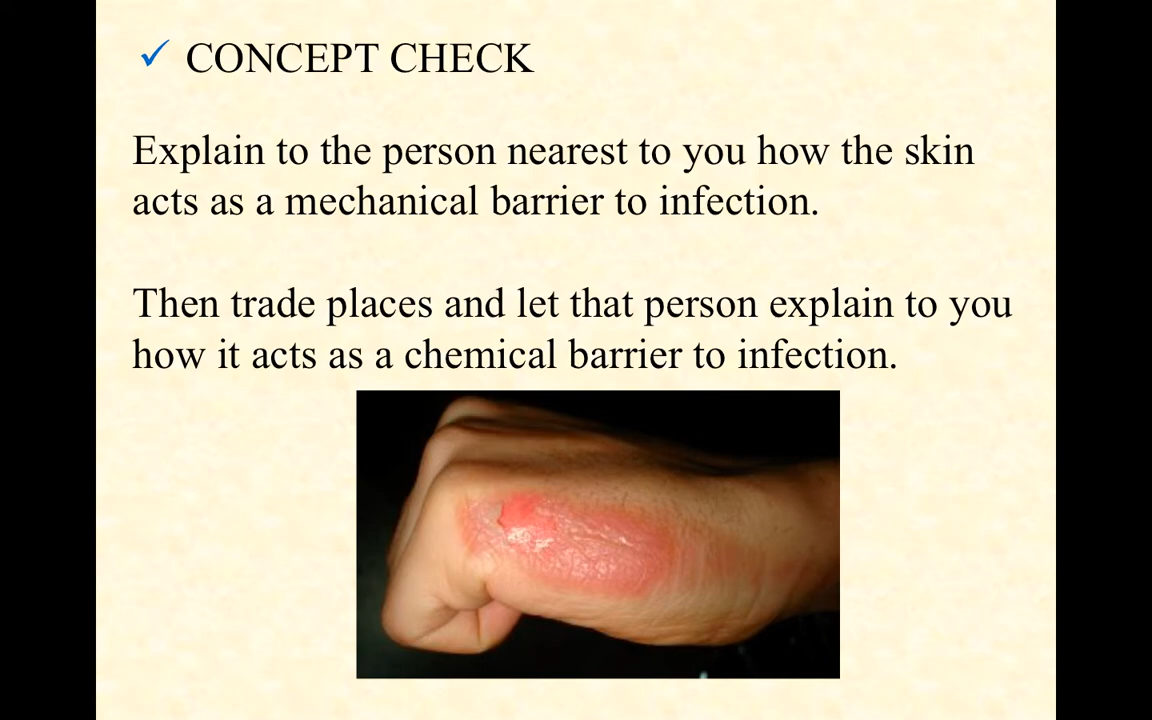 ✓ CONCEPT CHECK
Explain to the person nearest to you how the skin
acts as a mechanical barrier to infection.
Then trade places and let that person explain to you
how it acts as a chemical barrier to infection.